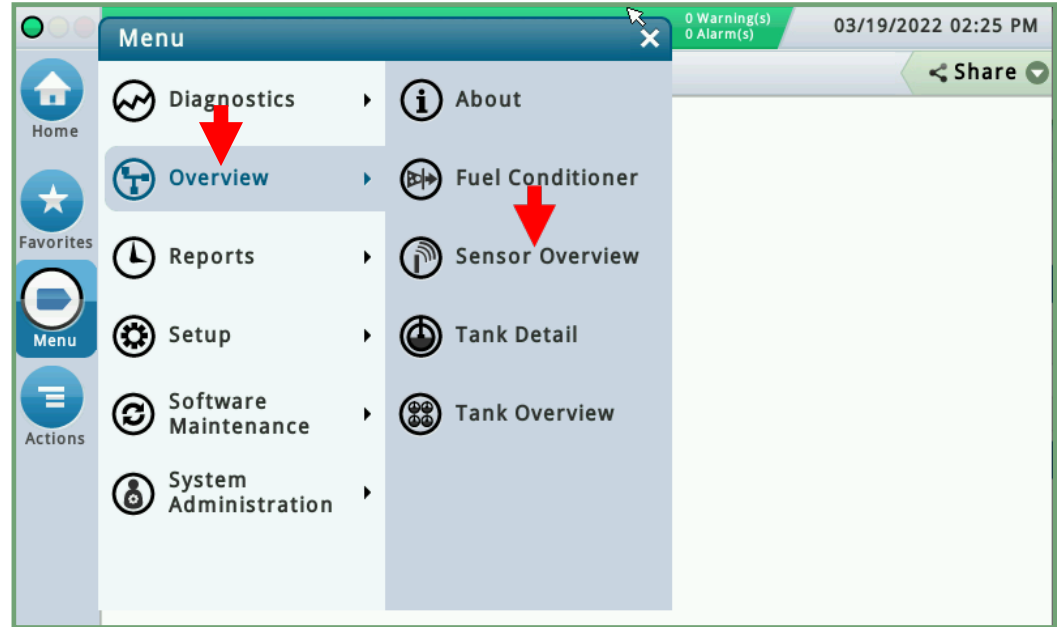 0 Warning(s)
0 Alarm(s)
03/19/2022 02:25 PM
Menu
Share
Home
Favorites
Menu
Actions
Diagnostics
Overview
Reports
Setup
Software
Maintenance
System
Administration
About
Fuel Conditioner
Sensor Overview
Tank Detail
Tank Overview